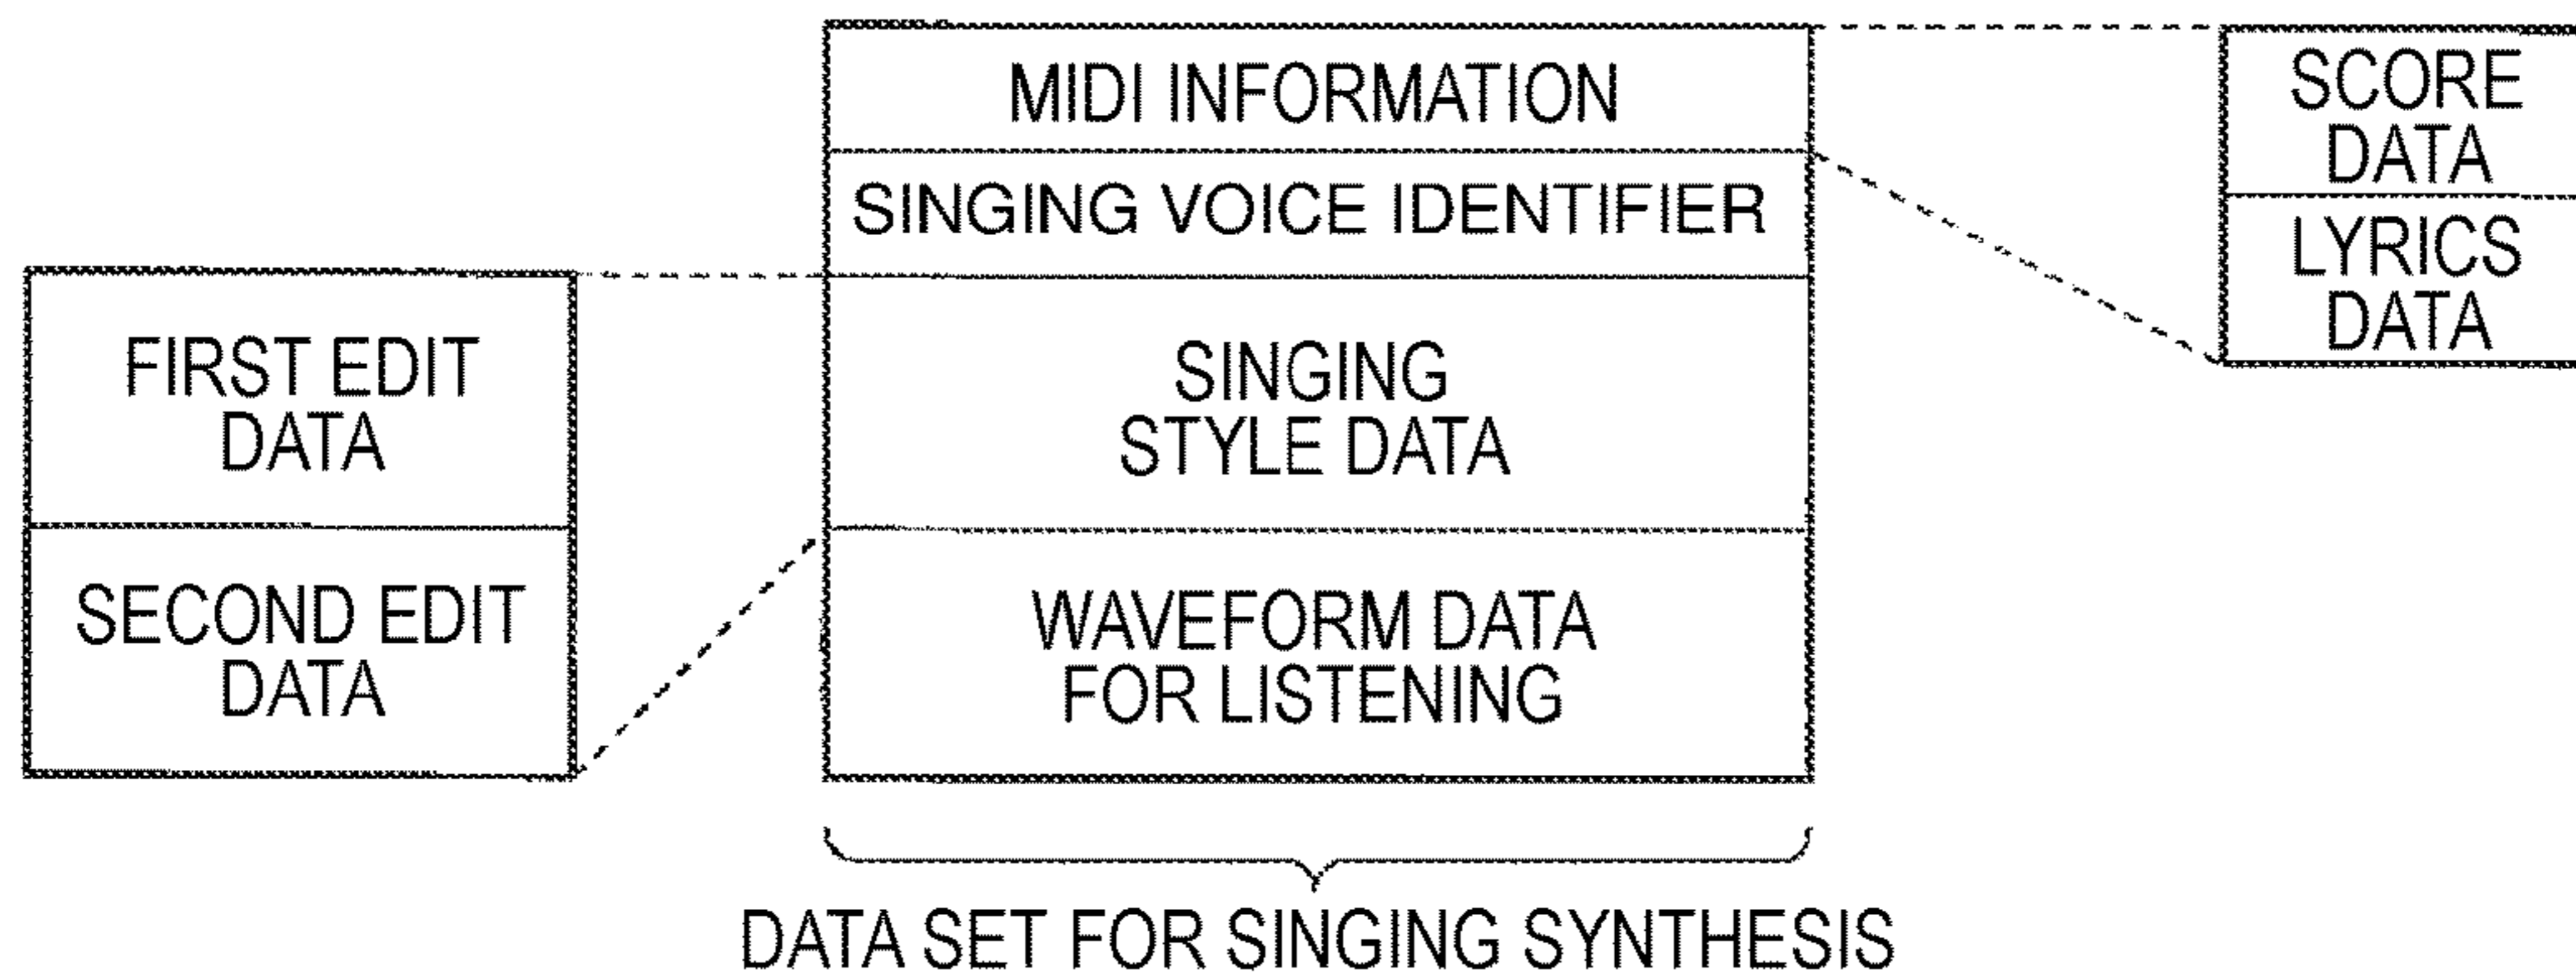 MIDI INFORMATION
SINGING VOICE IDENTIFIER
SINGING
STYLE DATA
WAVEFORM DATA
FOR LISTENING
FIRST EDIT
DATA
SECOND EDIT
DATA
SCORE
DATA
LYRICS
DATA
DATA SET FOR SINGING SYNTHESIS